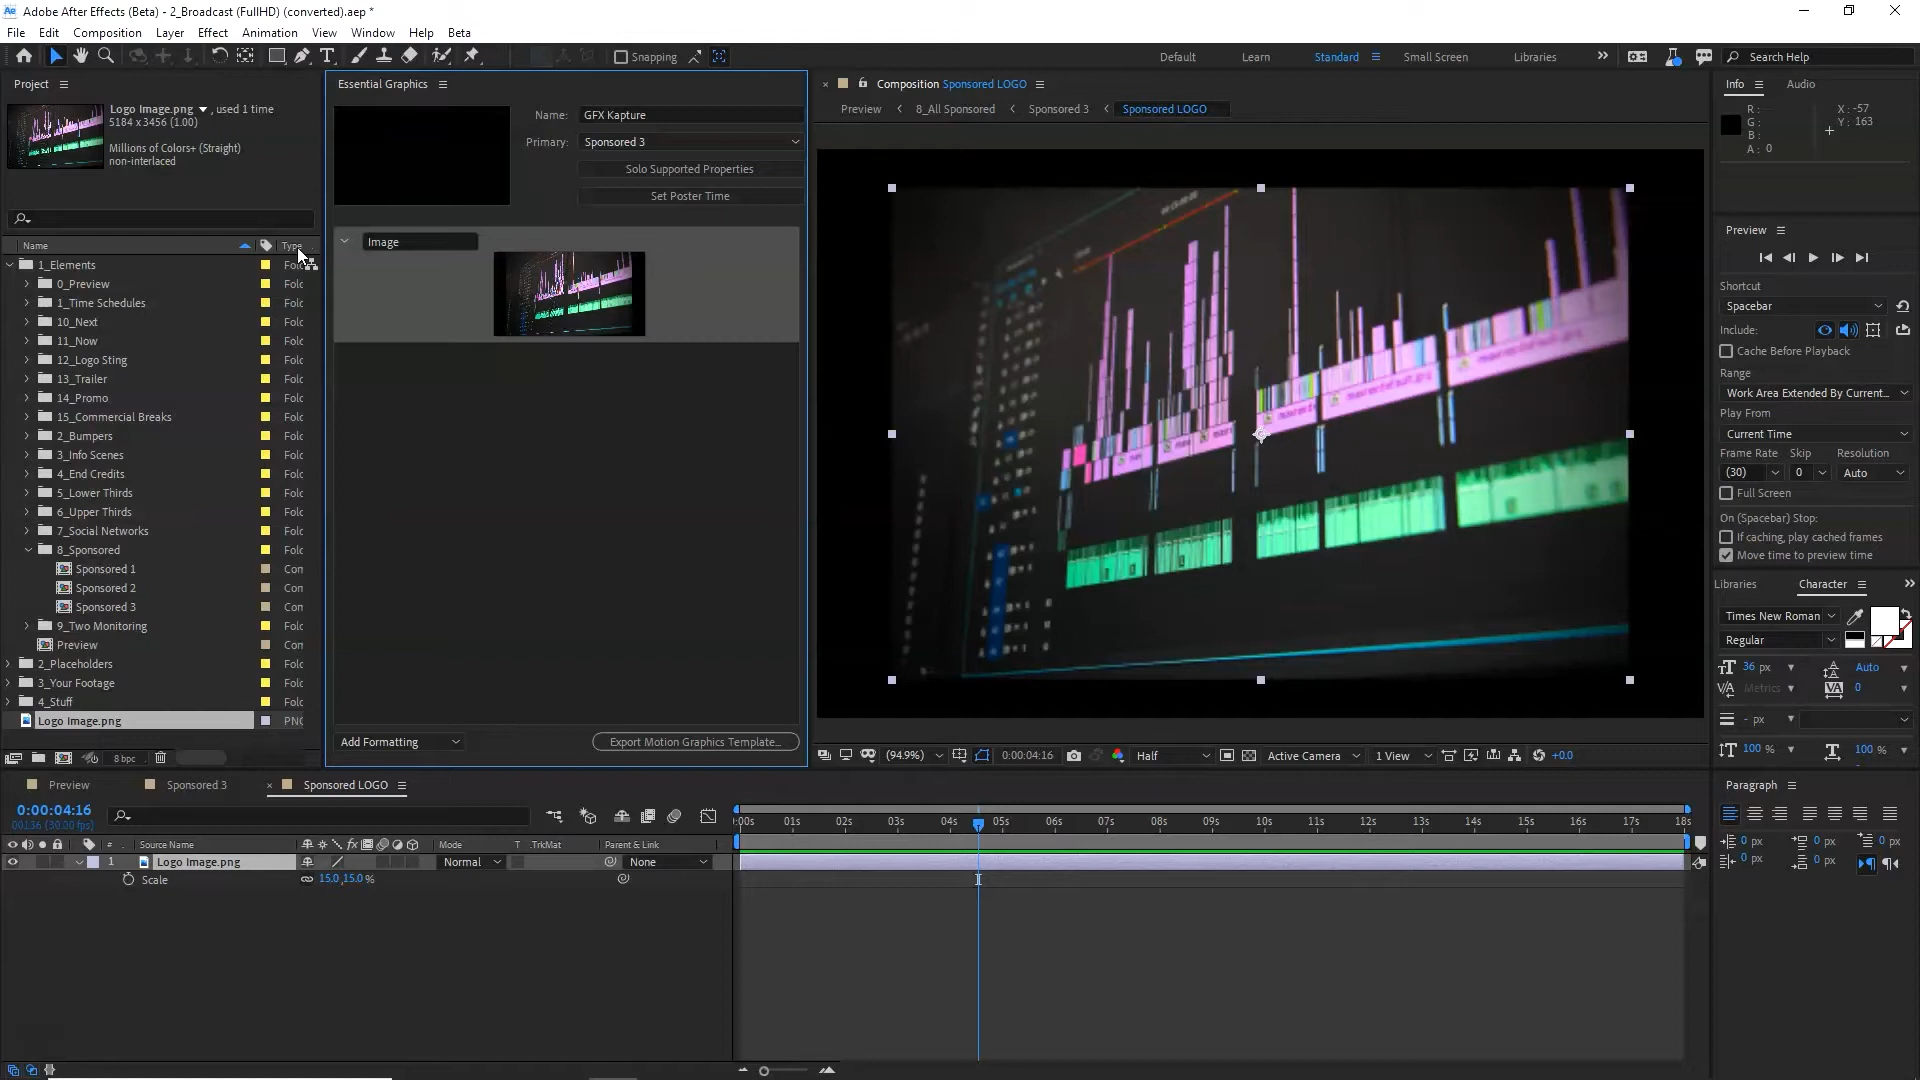 Adobe After Effects (Beta) - 2_Broadcast (FullHD) (converted).aep *
File Edit Composition Layer Effect Animation View Window Help Beta
Snapping
Default Learn Standard Small Screen Libraries Search Help
Project
Logo Image.png , used 1 time
5184 x 3456 (1.00)
Millions of Colors+ (Straight)
non-interlaced
Name Type
1_Elements Folc
0_Preview Folc
1_Time Schedules Folc
10_Next Folc
11_Now Folc
12_Logo Sting Folc
13_Trailer Folc
14_Promo Folc
15_Commercial Breaks Folc
2_Bumpers Folc
3_Info Scenes Folc
4_End Credits Folc
5_Lower Thirds Folc
6_Upper Thirds Folc
7_Social Networks Folc
8_Sponsored Folc
Sponsored 1 Con
Sponsored 2 Con
Sponsored 3 Con
9_Two Monitoring Folc
Preview Con
2_Placeholders Folc
3_Your Footage Folc
4_Stuff Folc
Logo Image.png PNG
8 bpc
Essential Graphics
Name: GFX Kapture
Primary: Sponsored 3
Solo Supported Properties
Set Poster Time
Image
Add Formatting Export Motion Graphics Template...
Composition Sponsored LOGO
Preview 8_All Sponsored Sponsored 3 Sponsored LOGO
(94.9%) 0:00:04:16 Half Active Camera 1 View +0.0
Info Audio
R : X : -57
G : Y : 163
B :
A : 0
Preview
Shortcut
Spacebar
Include:
Cache Before Playback
Range
Work Area Extended By Current...
Play From
Current Time
Frame Rate Skip Resolution
(30) 0 Auto
Full Screen
On (Spacebar) Stop:
If caching, play cached frames
Move time to preview time
Libraries Character
Times New Roman
Regular
36 px Auto
Metrics 0
- px
100 % 100 %
Paragraph
0 px 0 px 0 px
0 px 0 px
Preview Sponsored 3 Sponsored LOGO
0:00:04:16
00136 (30.00 fps)
# Source Name Mode T .TrkMat Parent & Link
1 Logo Image.png Normal None
Scale 15.0,15.0 %
:00s 01s 02s 03s 04s 05s 06s 07s 08s 09s 10s 11s 12s 13s 14s 15s 16s 17s 18s